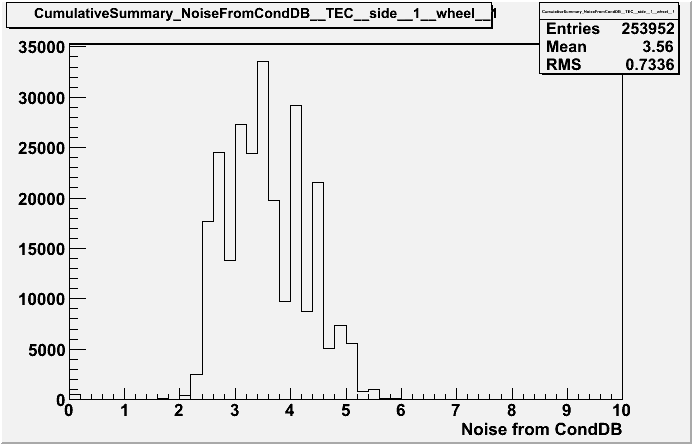 CumulativeSummary_NoiseFromCondDB__TEC__side__1__wheel__1
CumulativeSummary_NoiseFromCondDB__TEC__side__1__wheel__1
Entries 253952
Mean 3.56
RMS 0.7336
35000
30000
25000
20000
15000
10000
5000
0
0 1 2 3 4 5 6 7 8 9 10
Noise from CondDB